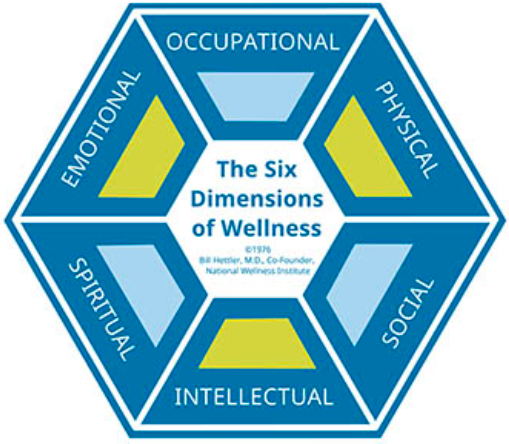 OCCUPATIONAL
PHYSICAL
SOCIAL
INTELLECTUAL
SPIRITUAL
EMOTIONAL
The Six
Dimensions
of Wellness
©1976
Bill Hettler, M.D., Co-Founder,
National Wellness Institute